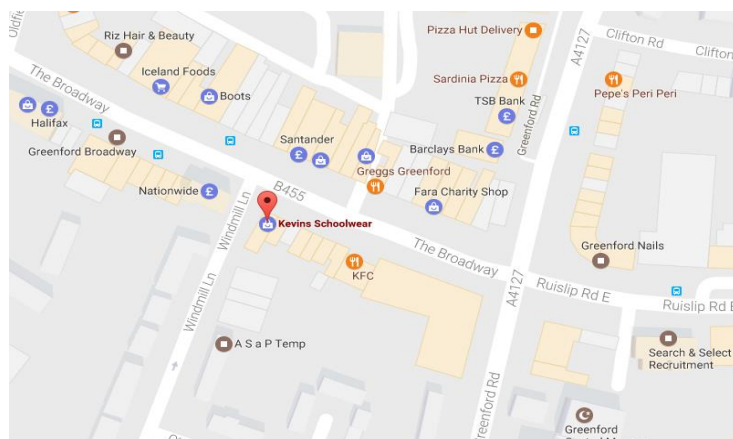 Oldfie
Riz Hair & Beauty
Pizza Hut Delivery
A4127
Clifton Rd
Clifton
Iceland Foods
The Broadway
Sardinia Pizza
Pepe's Peri Peri
Boots
TSB Bank
Halifax
Greenford Rd
Santander
Greenford Broadway
Barclays Bank
Greggs Greenford
Nationwide
B455
Fara Charity Shop
Windmill Ln
Kevins Schoolwear
The Broadway
Greenford Nails
KFC
A4127
Ruislip Rd E
Ruislip Rd E
Windmill Ln
A S a P Temp
Search & Select
Recruitment
Greenford Rd
Greenford